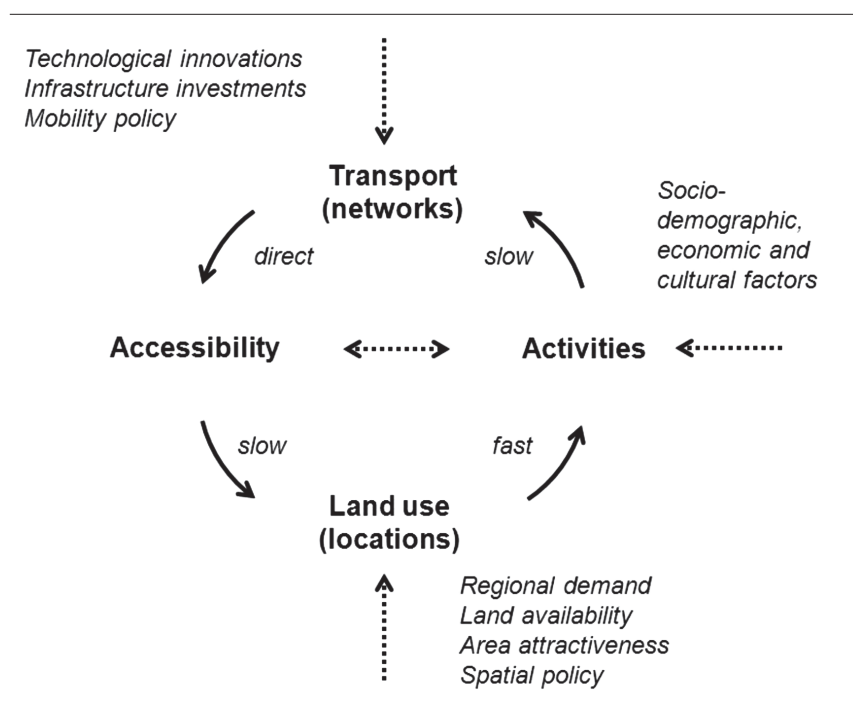 Technological innovations
Infrastructure investments
Mobility policy
Transport
(networks)
Socio-
demographic,
economic and
cultural factors
direct
slow
Accessibility
Activities
slow
fast
Land use
(locations)
Regional demand
Land availability
Area attractiveness
Spatial policy